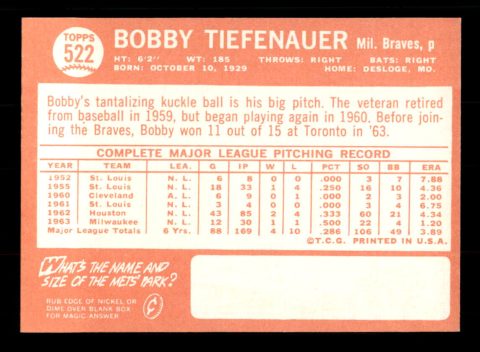 TOPPS
522
BOBBY TIEFENAUER Mil. Braves, p
HT: 6'2" WT: 185 THROWS: RIGHT BATS: RIGHT
BORN: OCTOBER 10, 1929 HOME: DESLOGE, MO.
Bobby's tantalizing kuckle ball is his big pitch. The veteran retired
from baseball in 1959, but began playing again in 1960. Before join-
ing the Braves, Bobby won 11 out of 15 at Toronto in '63.
COMPLETE MAJOR LEAGUE PITCHING RECORD
YEAR TEAM LEA. G IP W L PCT SO BB ERA
1952 St. Louis N. L. 6 8 0 0 .000 3 7 7.88
1955 St. Louis N. L. 18 33 1 4 .250 16 10 4.36
1960 Cleveland A. L. 6 9 0 1 .000 2 3 2.00
1961 St. Louis N. L. 3 4 0 0 .000 3 4 6.75
1962 Houston N. L. 43 85 2 4 .333 60 21 4.34
1963 Milwaukee N. L. 12 30 1 1 .500 22 4 1.20
Major League Totals 6 Yrs. 88 169 4 10 .286 106 49 3.89
©T.C.G. PRINTED IN U.S.A.
WHAT'S THE NAME AND
SIZE OF THE METS' PARK?
RUB EDGE OF NICKEL OR
DIME OVER BLANK BOX
FOR MAGIC ANSWER